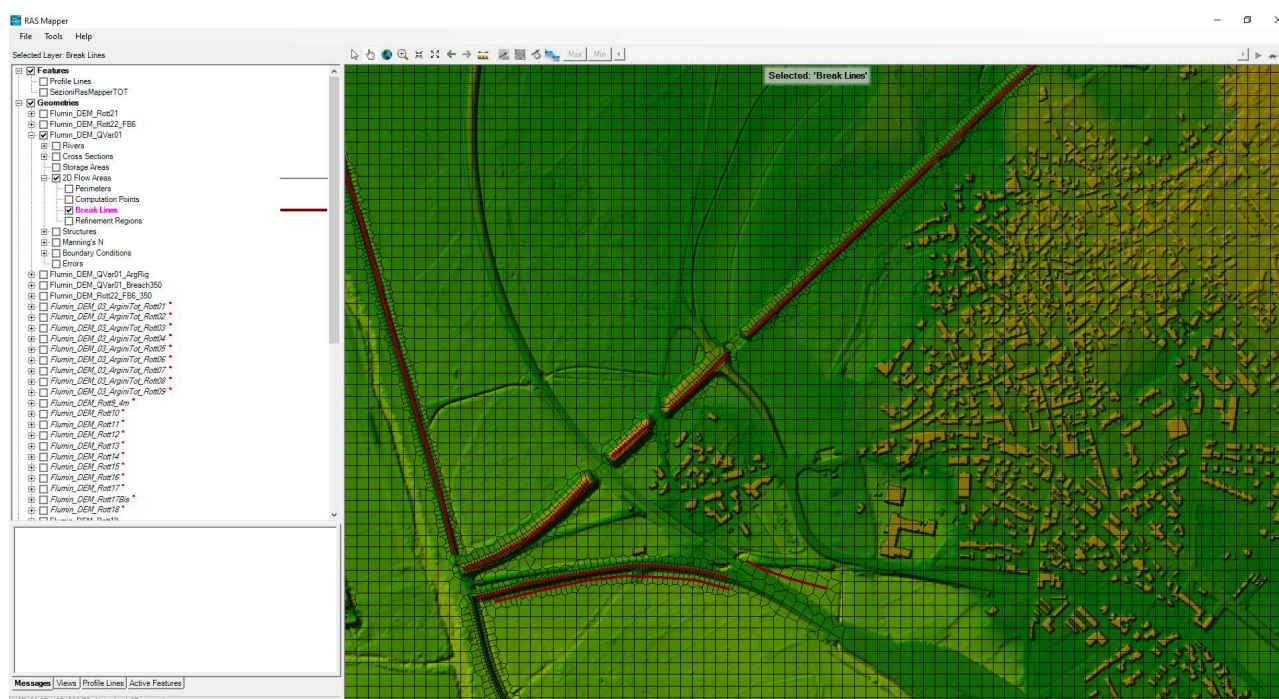 RAS Mapper
File Tools Help
Selected Layer: Break Lines
Max Min
Selected: 'Break Lines'
Features
Profile Lines
SezioniRasMapperTOT
Geometries
Flumin_DEM_Rott21
Flumin_DEM_Rott22_FB6
Flumin_DEM_QVar01
Rivers
Cross Sections
Storage Areas
2D Flow Areas
Perimeters
Computation Points
Break Lines
Refinement Regions
Structures
Manning's N
Boundary Conditions
Errors
Flumin_DEM_QVar01_ArgRig
Flumin_DEM_QVar01_Breach350
Flumin_DEM_Rott22_FB6_350
Flumin_DEM_03_ArginiTot_Rott01
Flumin_DEM_03_ArginiTot_Rott02
Flumin_DEM_03_ArginiTot_Rott03
Flumin_DEM_03_ArginiTot_Rott04
Flumin_DEM_03_ArginiTot_Rott05
Flumin_DEM_03_ArginiTot_Rott06
Flumin_DEM_03_ArginiTot_Rott07
Flumin_DEM_03_ArginiTot_Rott08
Flumin_DEM_03_ArginiTot_Rott09
Flumin_DEM_Rott9_4m
Flumin_DEM_Rott10
Flumin_DEM_Rott11
Flumin_DEM_Rott12
Flumin_DEM_Rott13
Flumin_DEM_Rott14
Flumin_DEM_Rott15
Flumin_DEM_Rott16
Flumin_DEM_Rott17
Flumin_DEM_Rott17Bis
Flumin_DEM_Rott18
Messages Views Profile Lines Active Features